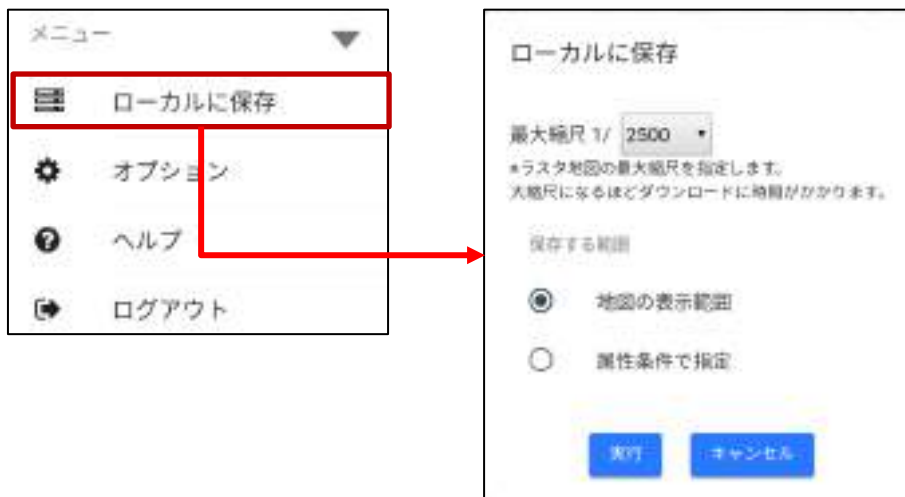 メニュー
ローカルに保存
オプション
ヘルプ
ログアウト
ローカルに保存
最大縮尺 1/ 2500
*ラスタ地図の最大縮尺を指定します。
大縮尺になるほどダウンロードに時間がかかります。
保存する範囲
地図の表示範囲
属性条件で指定
実行 キャンセル